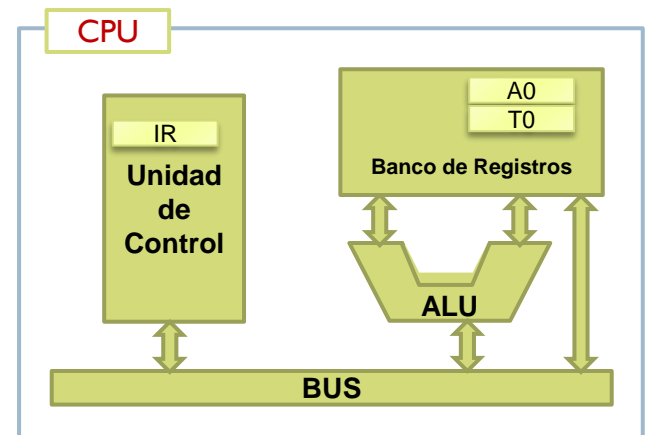 CPU
IR
Unidad
de
Control
A0
T0
Banco de Registros
ALU
BUS